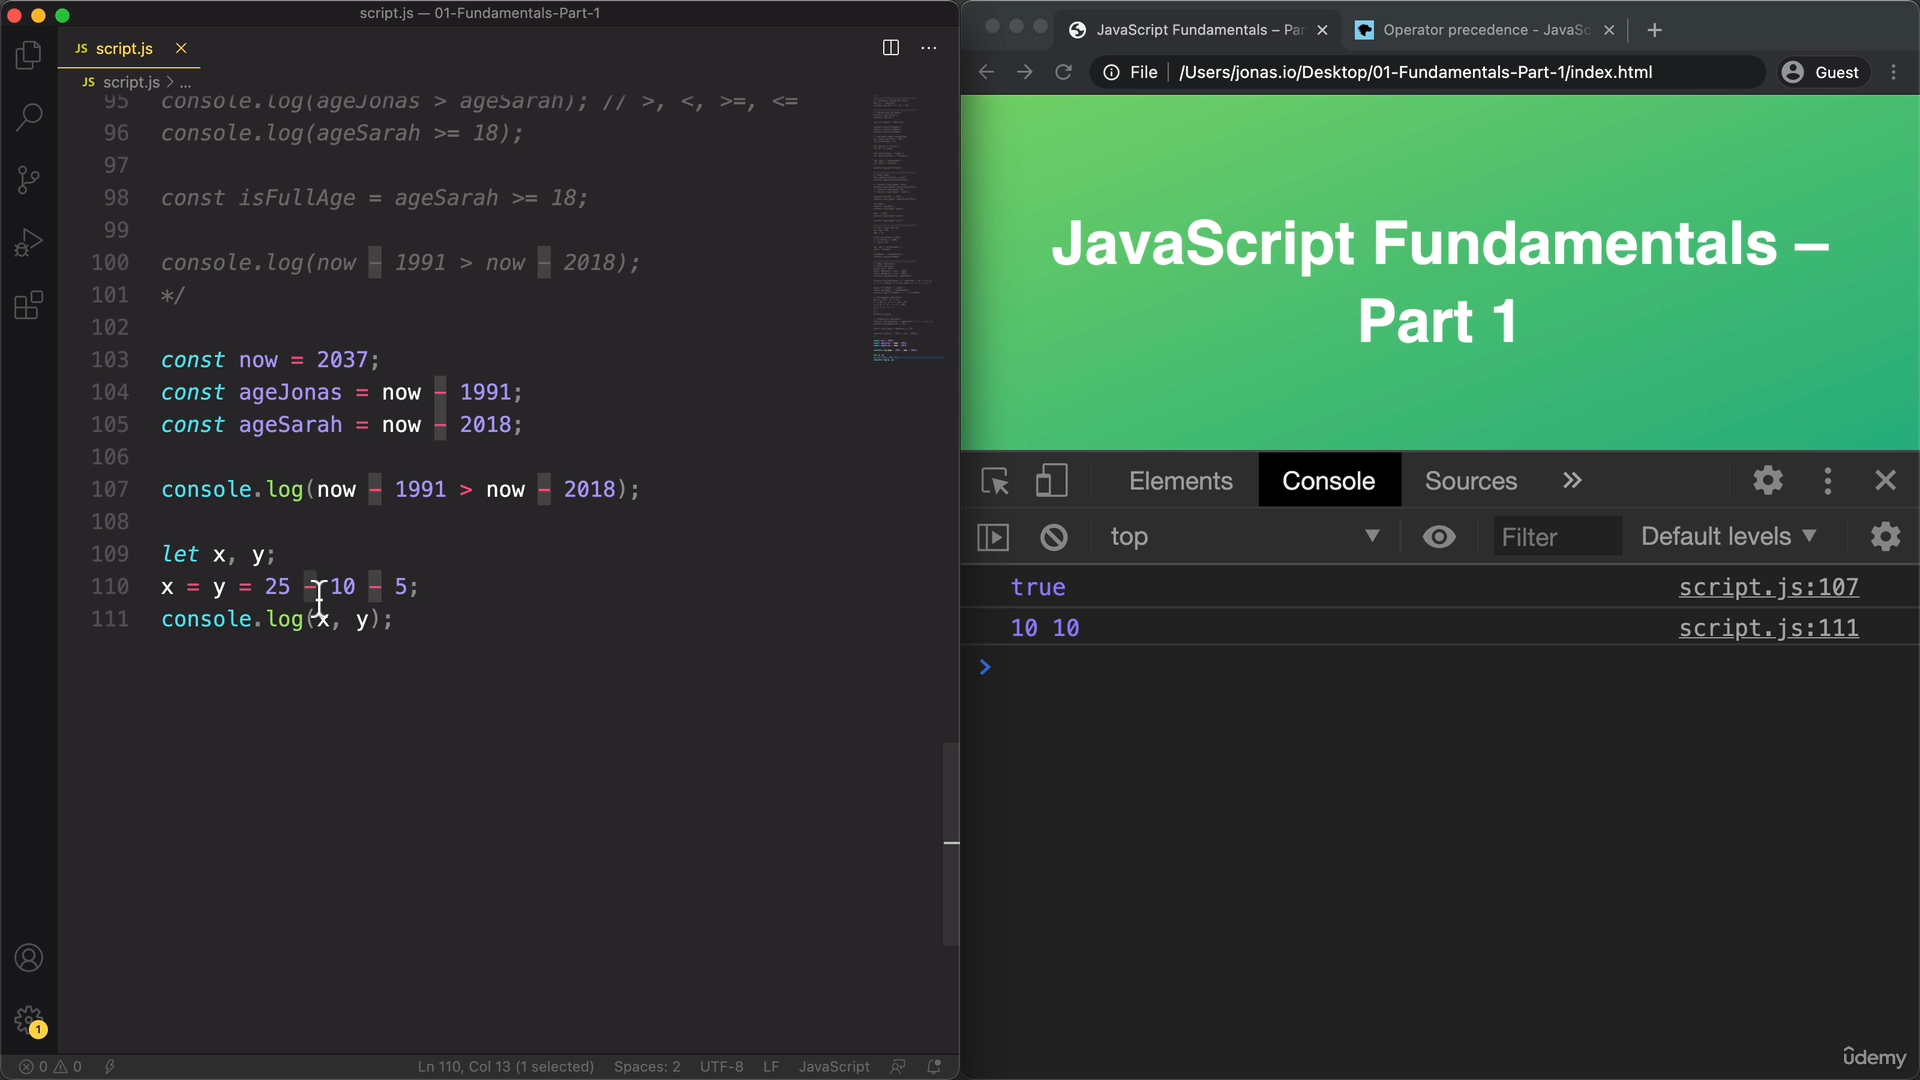 script.js — 01-Fundamentals-Part-1
JS script.js
JS script.js > ...
95 console.log(ageJonas > ageSarah); // >, <, >=, <=
96 console.log(ageSarah >= 18);
97
98 const isFullAge = ageSarah >= 18;
99
100 console.log(now - 1991 > now - 2018);
101 */
102
103 const now = 2037;
104 const ageJonas = now - 1991;
105 const ageSarah = now - 2018;
106
107 console.log(now - 1991 > now - 2018);
108
109 let x, y;
110 x = y = 25 - 10 - 5;
111 console.log(x, y);
1
0 0 Ln 110, Col 13 (1 selected) Spaces: 2 UTF-8 LF JavaScript
JavaScript Fundamentals – Par
Operator precedence - JavaSc
File /Users/jonas.io/Desktop/01-Fundamentals-Part-1/index.html Guest
JavaScript Fundamentals –
Part 1
Elements Console Sources
top Filter Default levels
true script.js:107
10 10 script.js:111
ûdemy